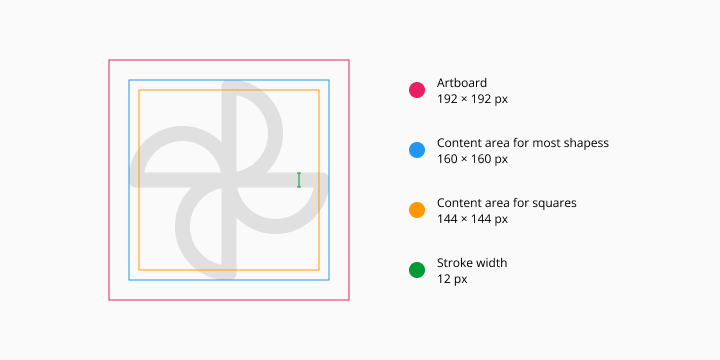 Artboard
192 × 192 px
Content area for most shapess
160 × 160 px
Content area for squares
144 × 144 px
Stroke width
12 px